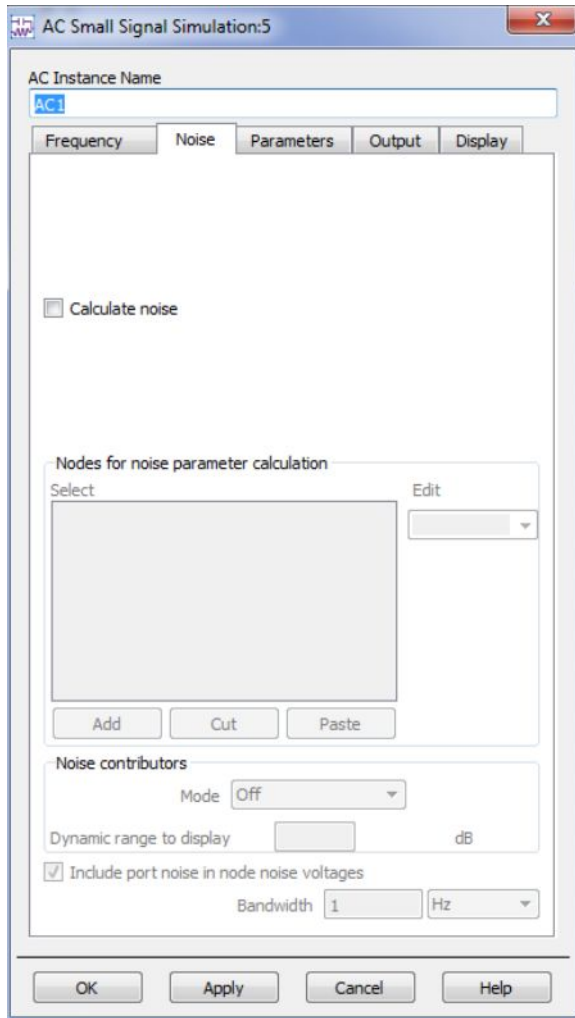 AC Small Signal Simulation:5
AC Instance Name
AC1
Frequency Noise Parameters Output Display
Calculate noise
Nodes for noise parameter calculation
Select Edit
Add Cut Paste
Noise contributors
Mode Off
Dynamic range to display dB
Include port noise in node noise voltages
Bandwidth 1 Hz
OK Apply Cancel Help